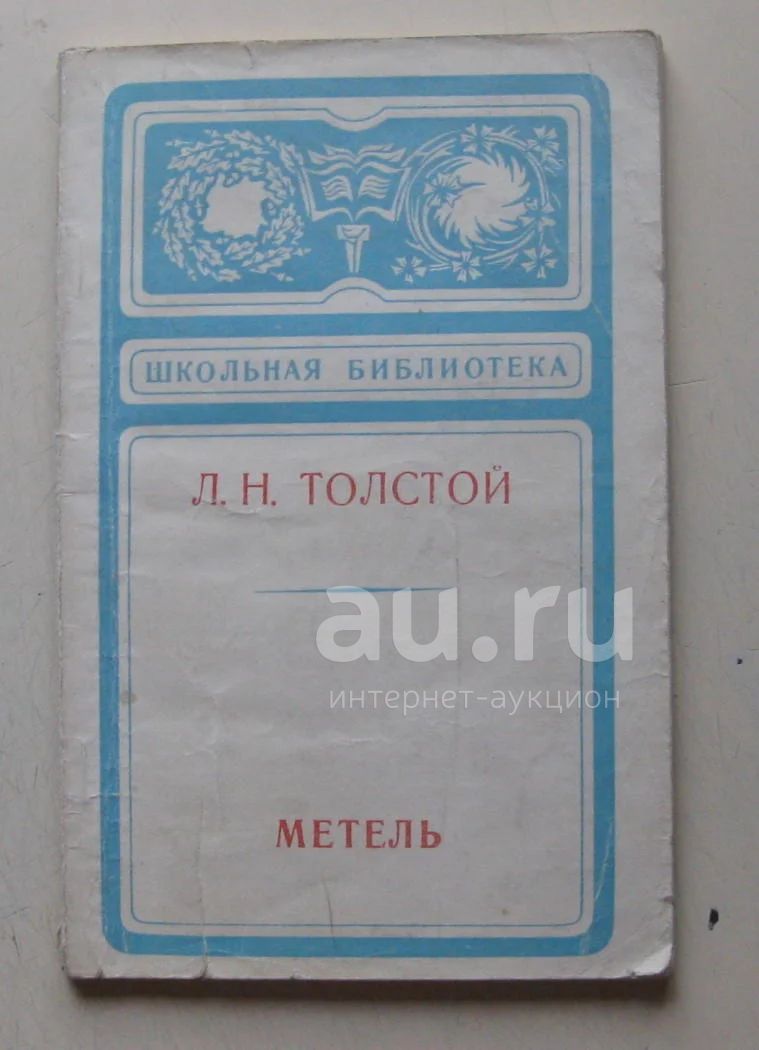 ШКОЛЬНАЯ БИБЛИОТЕКА
Л. Н. ТОЛСТОЙ
au.ru
интернет-аукцион
МЕТЕЛЬ